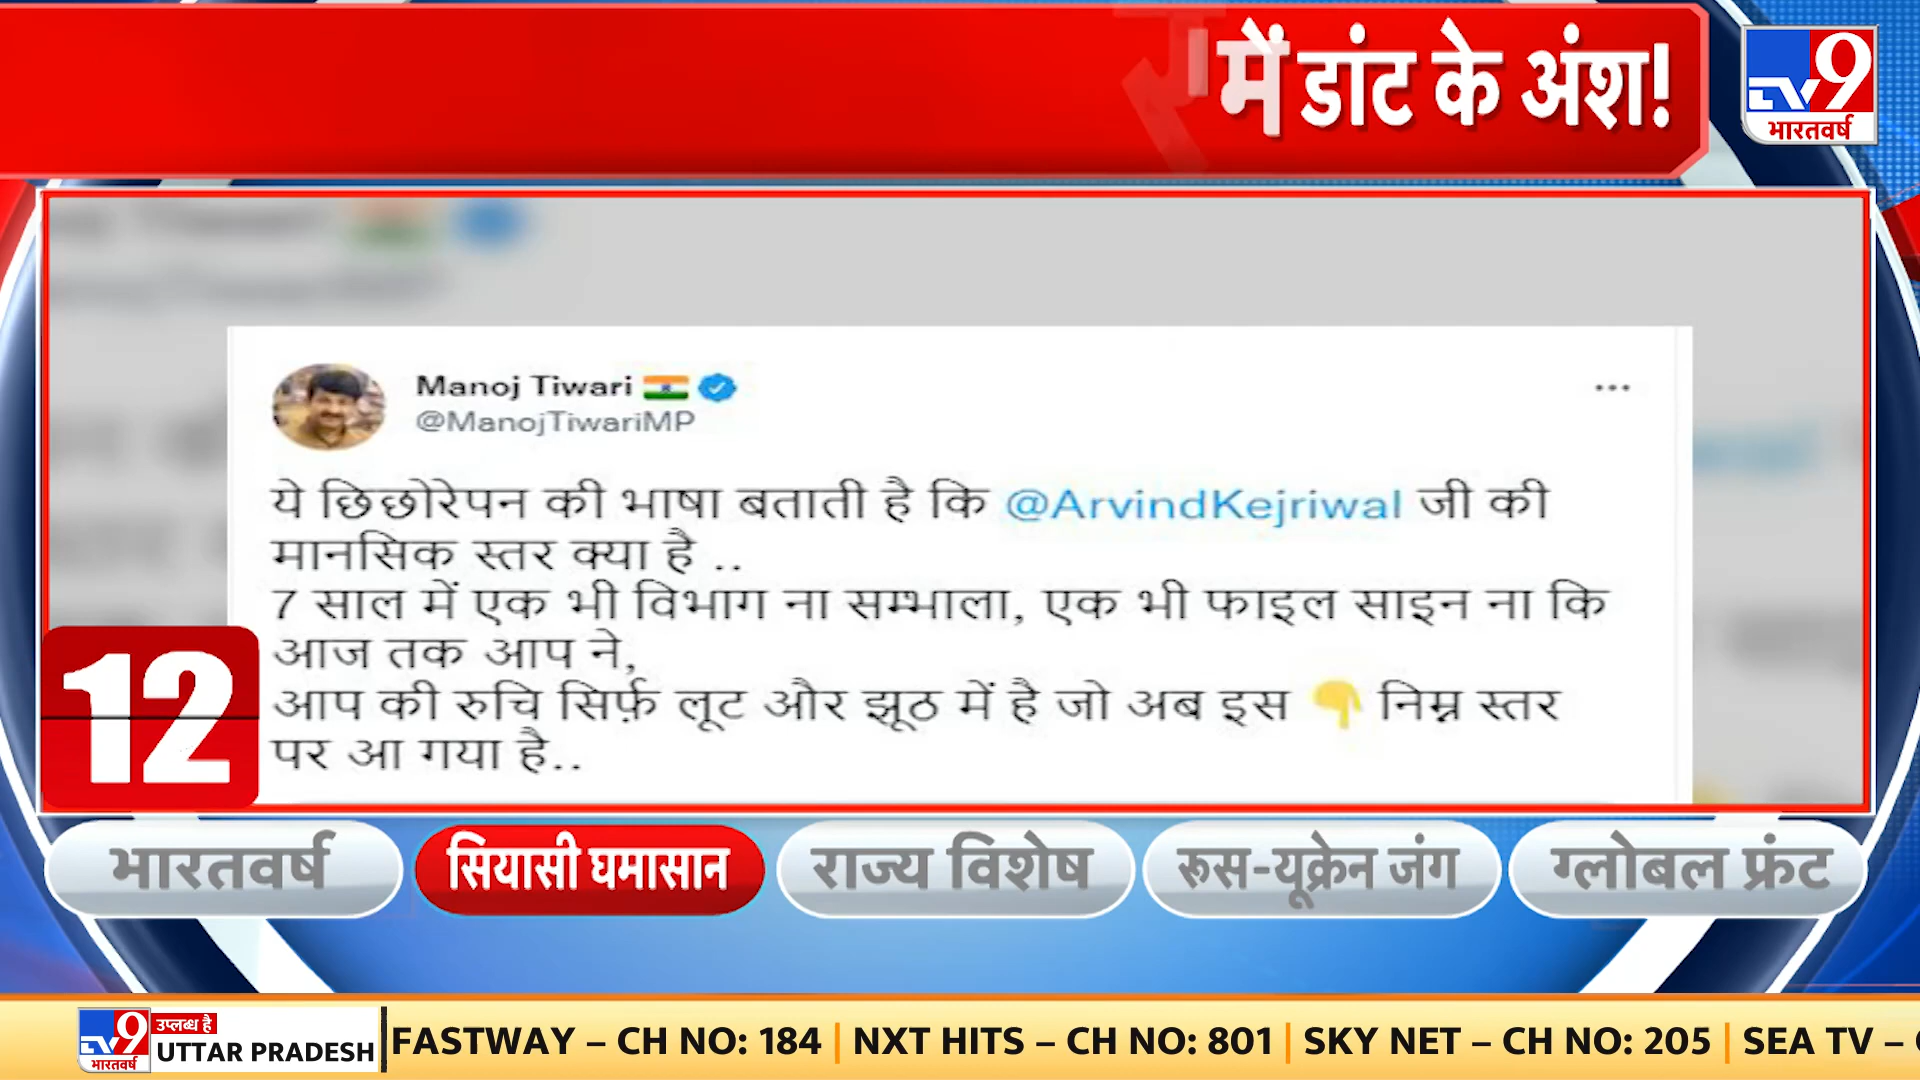 में डांट के अंश!
TV9
भारतवर्ष
Manoj Tiwari
@ManojTiwariMP
ये छिछोरेपन की भाषा बताती है कि @ArvindKejriwal जी की
मानसिक स्तर क्या है ..
7 साल में एक भी विभाग ना सम्भाला, एक भी फाइल साइन ना कि
आज तक आप ने,
आप की रुचि सिर्फ़ लूट और झूठ में है जो अब इस 👇 निम्न स्तर
पर आ गया है..
12
भारतवर्ष
सियासी घमासान
राज्य विशेष
रूस-यूक्रेन जंग
ग्लोबल फ्रंट
TV9
भारतवर्ष
उप्लब्ध है
UTTAR PRADESH
FASTWAY – CH NO: 184 | NXT HITS – CH NO: 801 | SKY NET – CH NO: 205 | SEA TV –